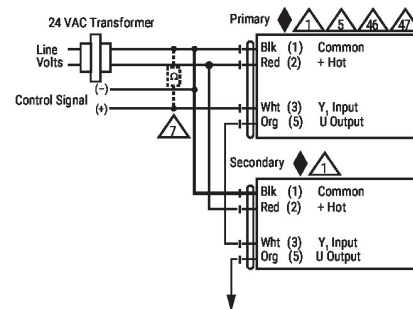 24 VAC Transformer
Primary 1 5 46 47
Line Volts
Blk (1) Common
Red (2) + Hot
Ω
(–)
Control Signal (+)
Wht (3) Y, Input
Org (5) U Output
7
Secondary 1
Blk (1) Common
Red (2) + Hot
Wht (3) Y, Input
Org (5) U Output